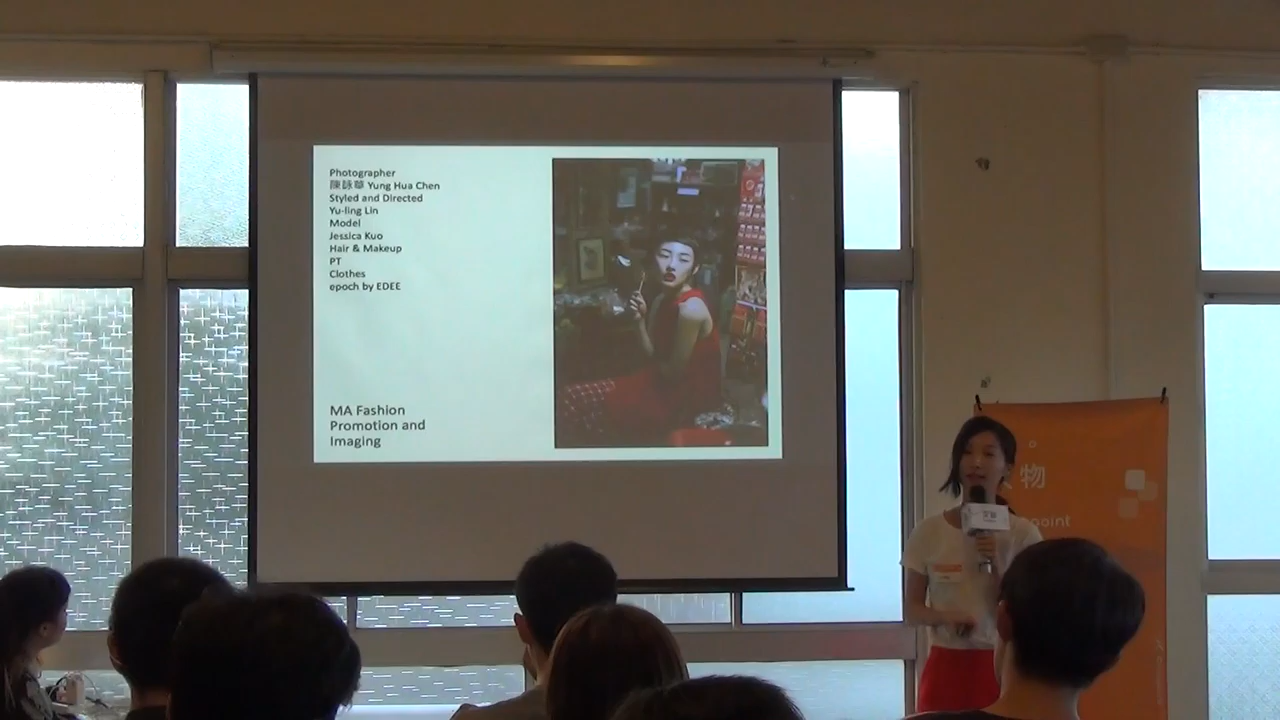 Photographer
陳詠華 Yung Hua Chen
Styled and Directed
Yu-ling Lin
Model
Jessica Kuo
Hair & Makeup
PT
Clothes
epoch by EDEE
MA Fashion
Promotion and
Imaging
物
point